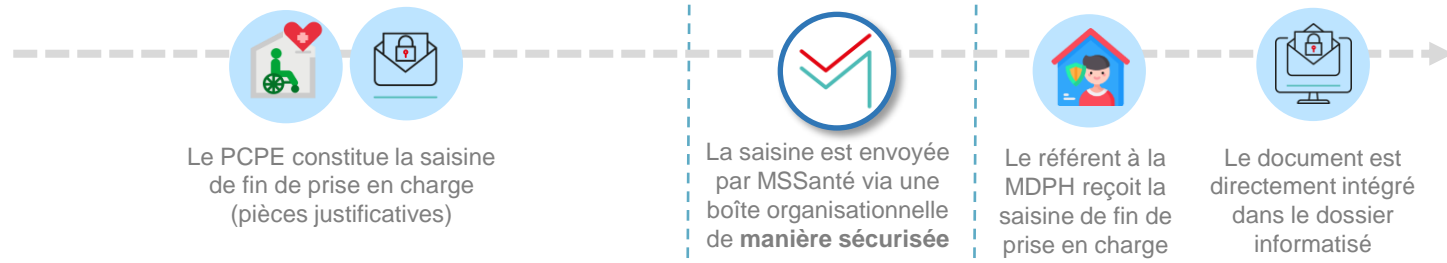 Le PCPE constitue la saisine
de fin de prise en charge
(pièces justificatives)
La saisine est envoyée
par MSSanté via une
boîte organisationnelle
de manière sécurisée
Le référent à la
MDPH reçoit la
saisine de fin de
prise en charge
Le document est
directement intégré
dans le dossier
informatisé